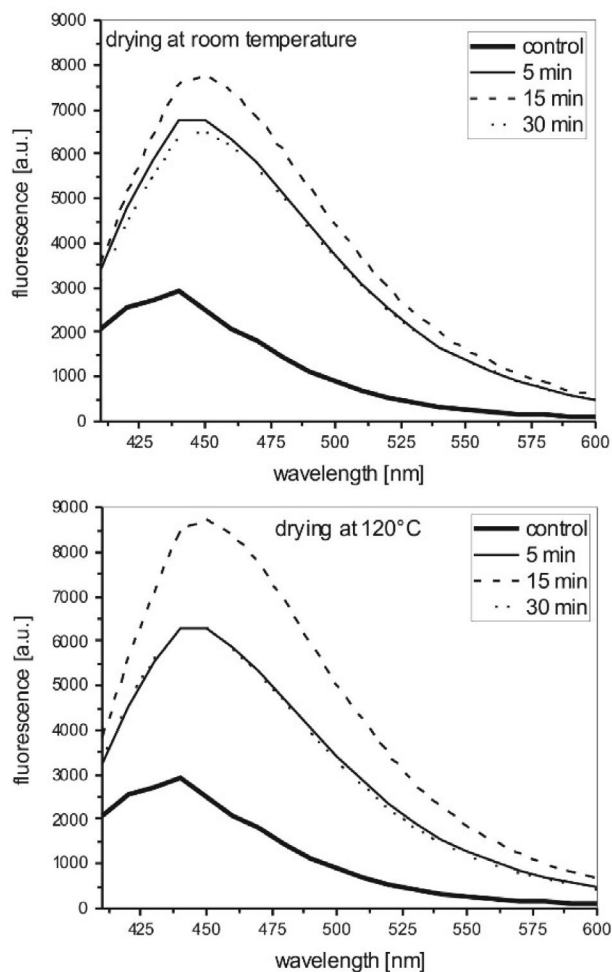 drying at room temperature
control
5 min
15 min
30 min
9000
8000
7000
6000
5000
4000
3000
2000
1000
0
fluorescence [a.u.]
425 450 475 500 525 550 575 600
wavelength [nm]
drying at 120°C
control
5 min
15 min
30 min
9000
8000
7000
6000
5000
4000
3000
2000
1000
0
fluorescence [a.u.]
425 450 475 500 525 550 575 600
wavelength [nm]